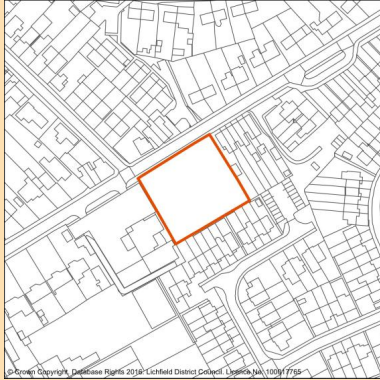 © Crown Copyright, Database Rights 2016. Lichfield District Council. Licence No: 100017765